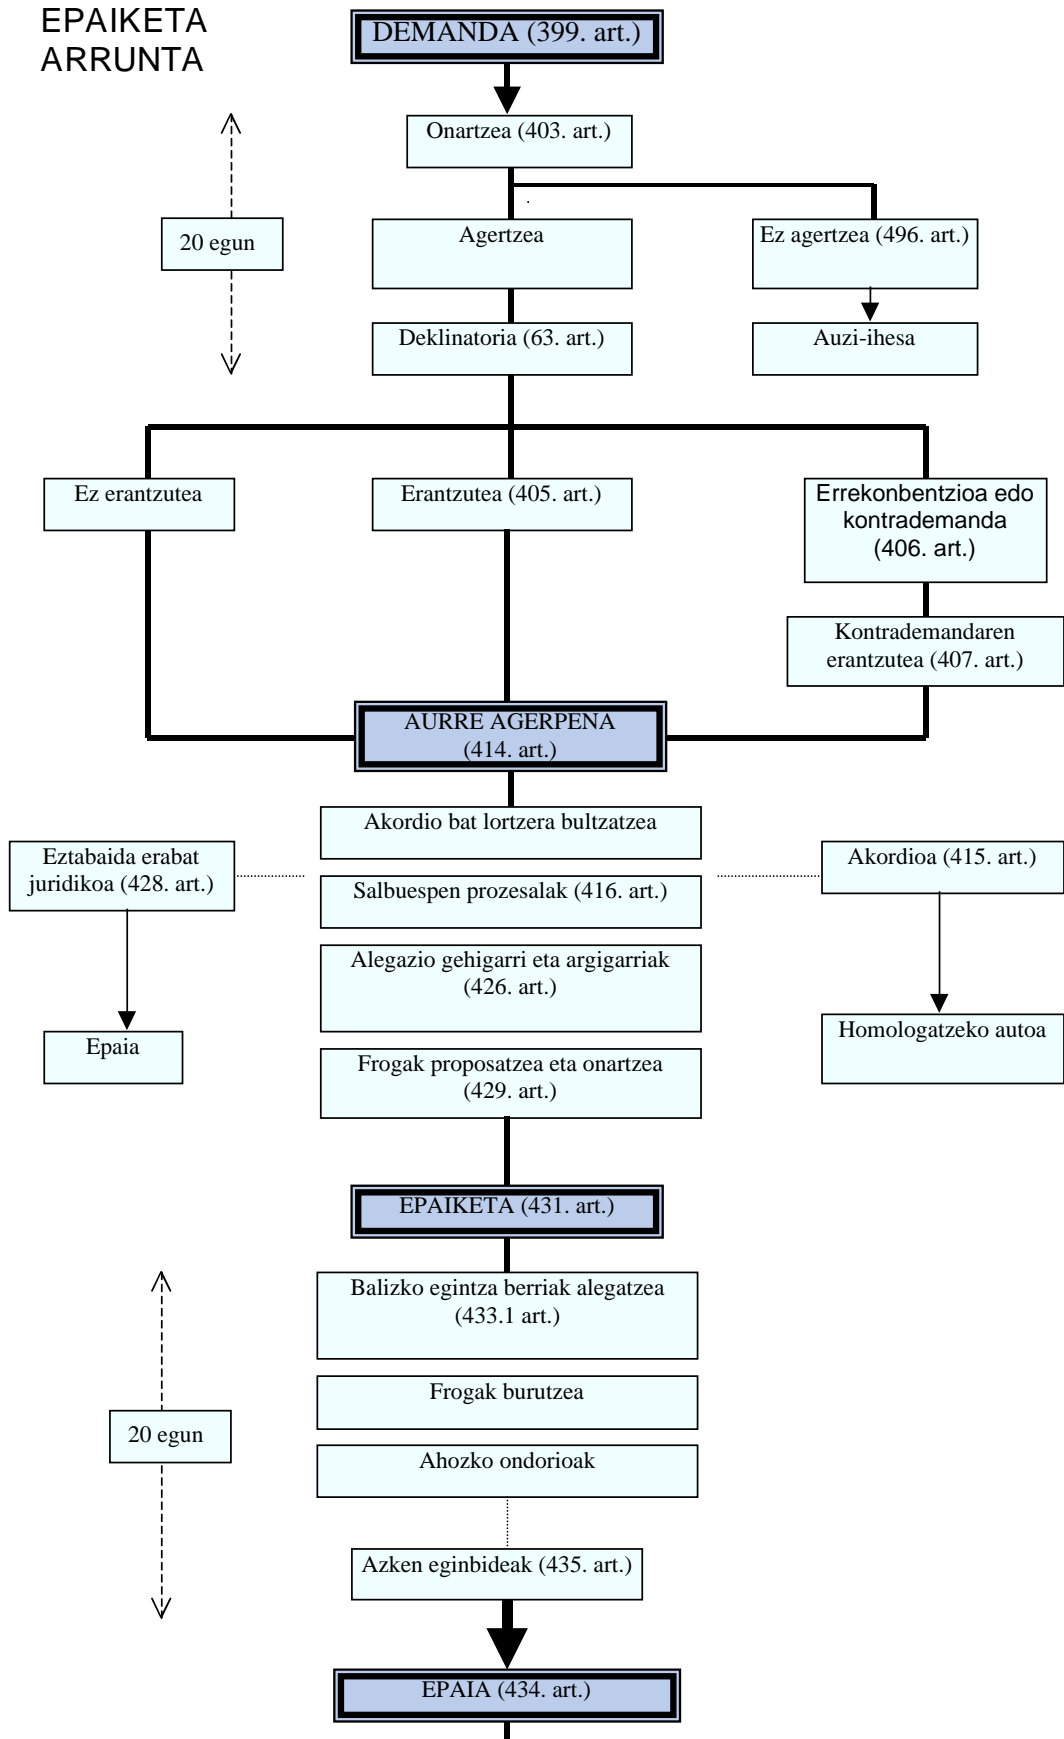 EPAIKETA
ARRUNTA
DEMANDA (399. art.)
Onartzea (403. art.)
20 egun
Agertzea
Ez agertzea (496. art.)
Deklinatoria (63. art.)
Auzi-ihesa
Ez erantzutea
Erantzutea (405. art.)
Errekonbentzioa edo
kontrademanda
(406. art.)
Kontrademandaren
erantzutea (407. art.)
AURRE AGERPENA
(414. art.)
Akordio bat lortzera bultzatzea
Eztabaida erabat
juridikoa (428. art.)
Akordioa (415. art.)
Salbuespen prozesalak (416. art.)
Alegazio gehigarri eta argigarriak
(426. art.)
Epaia
Homologatzeko autoa
Frogak proposatzea eta onartzea
(429. art.)
EPAIKETA (431. art.)
Balizko egintza berriak alegatzea
(433.1 art.)
Frogak burutzea
20 egun
Ahozko ondorioak
Azken eginbideak (435. art.)
EPAIA (434. art.)